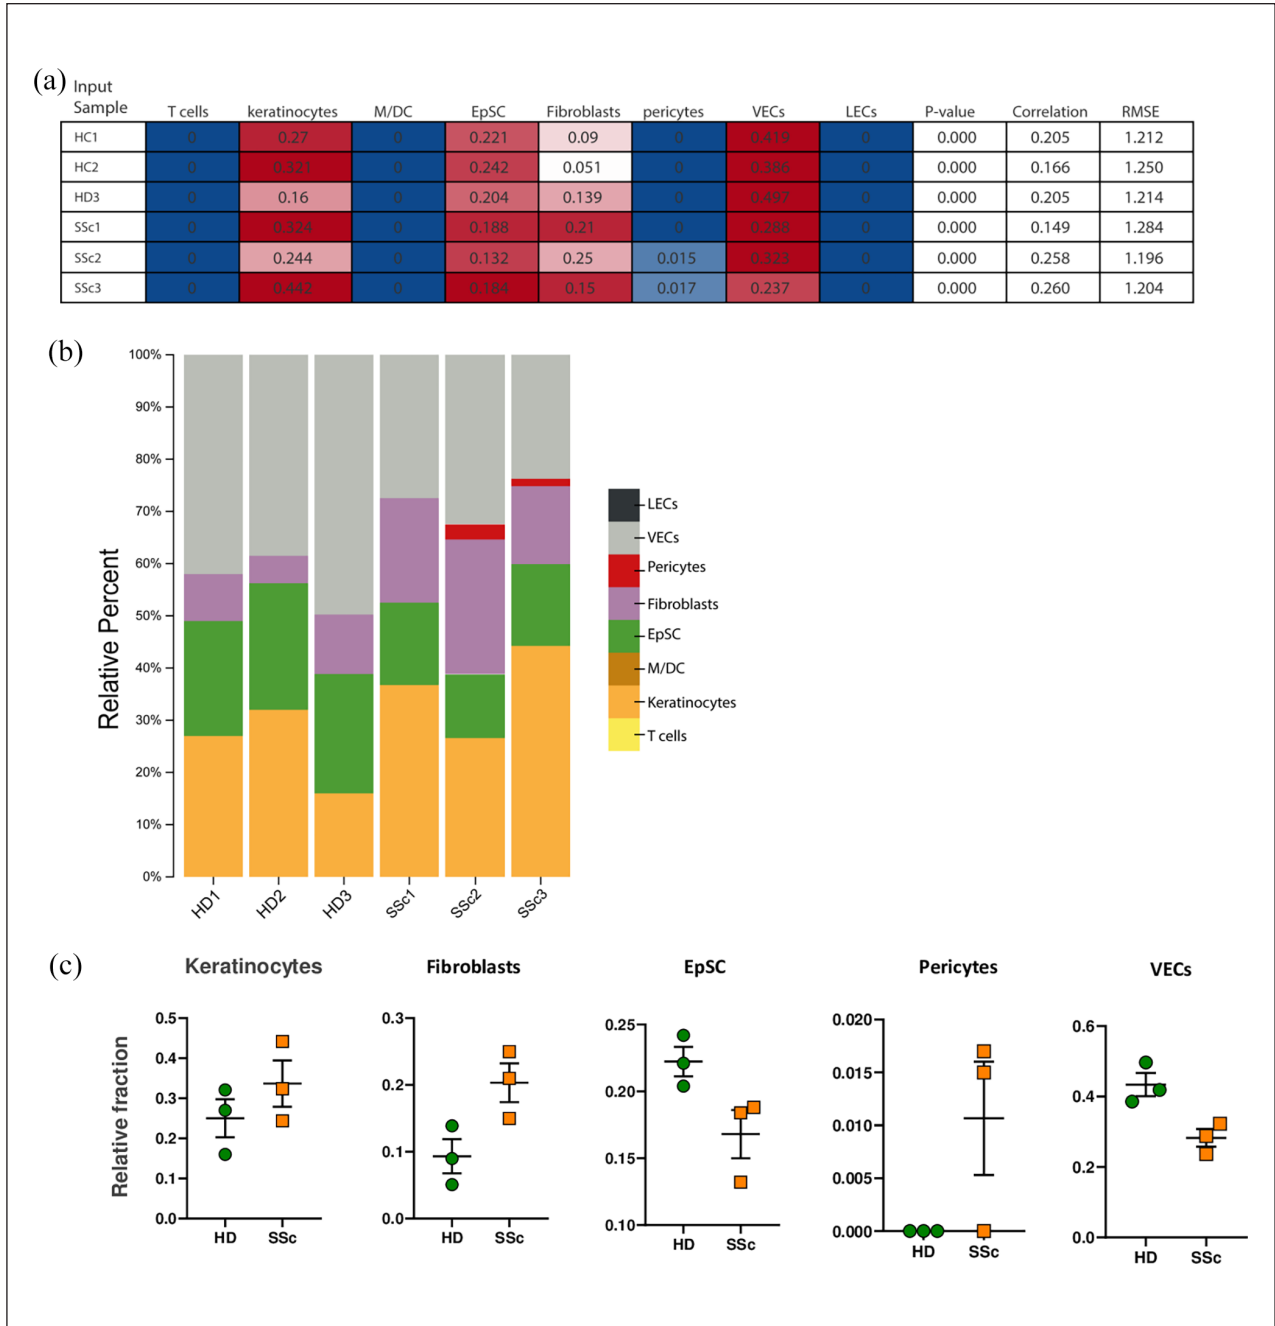 (a)
Input
Sample T cells keratinocytes M/DC EpSC Fibroblasts pericytes VECs LECs P-value Correlation RMSE
HC1 0 0.27 0 0.221 0.09 0 0.419 0 0.000 0.205 1.212
HC2 0 0.321 0 0.242 0.051 0 0.386 0 0.000 0.166 1.250
HD3 0 0.16 0 0.204 0.139 0 0.497 0 0.000 0.205 1.214
SSc1 0 0.324 0 0.188 0.21 0 0.288 0 0.000 0.149 1.284
SSc2 0 0.244 0 0.132 0.25 0.015 0.323 0 0.000 0.258 1.196
SSc3 0 0.442 0 0.184 0.15 0.017 0.237 0 0.000 0.260 1.204
(b)
Relative Percent
100%
90%
80%
70%
60%
50%
40%
30%
20%
10%
0%
HD1 HD2 HD3 SSc1 SSc2 SSc3
LECs
VECs
Pericytes
Fibroblasts
EpSC
M/DC
Keratinocytes
T cells
(c)
Relative fraction
Keratinocytes
0.5
0.4
0.3
0.2
0.1
0.0
HD SSc
Fibroblasts
0.3
0.2
0.1
0.0
HD SSc
EpSC
0.25
0.20
0.15
0.10
HD SSc
Pericytes
0.020
0.015
0.010
0.005
0.000
HD SSc
VECs
0.6
0.4
0.2
0.0
HD SSc